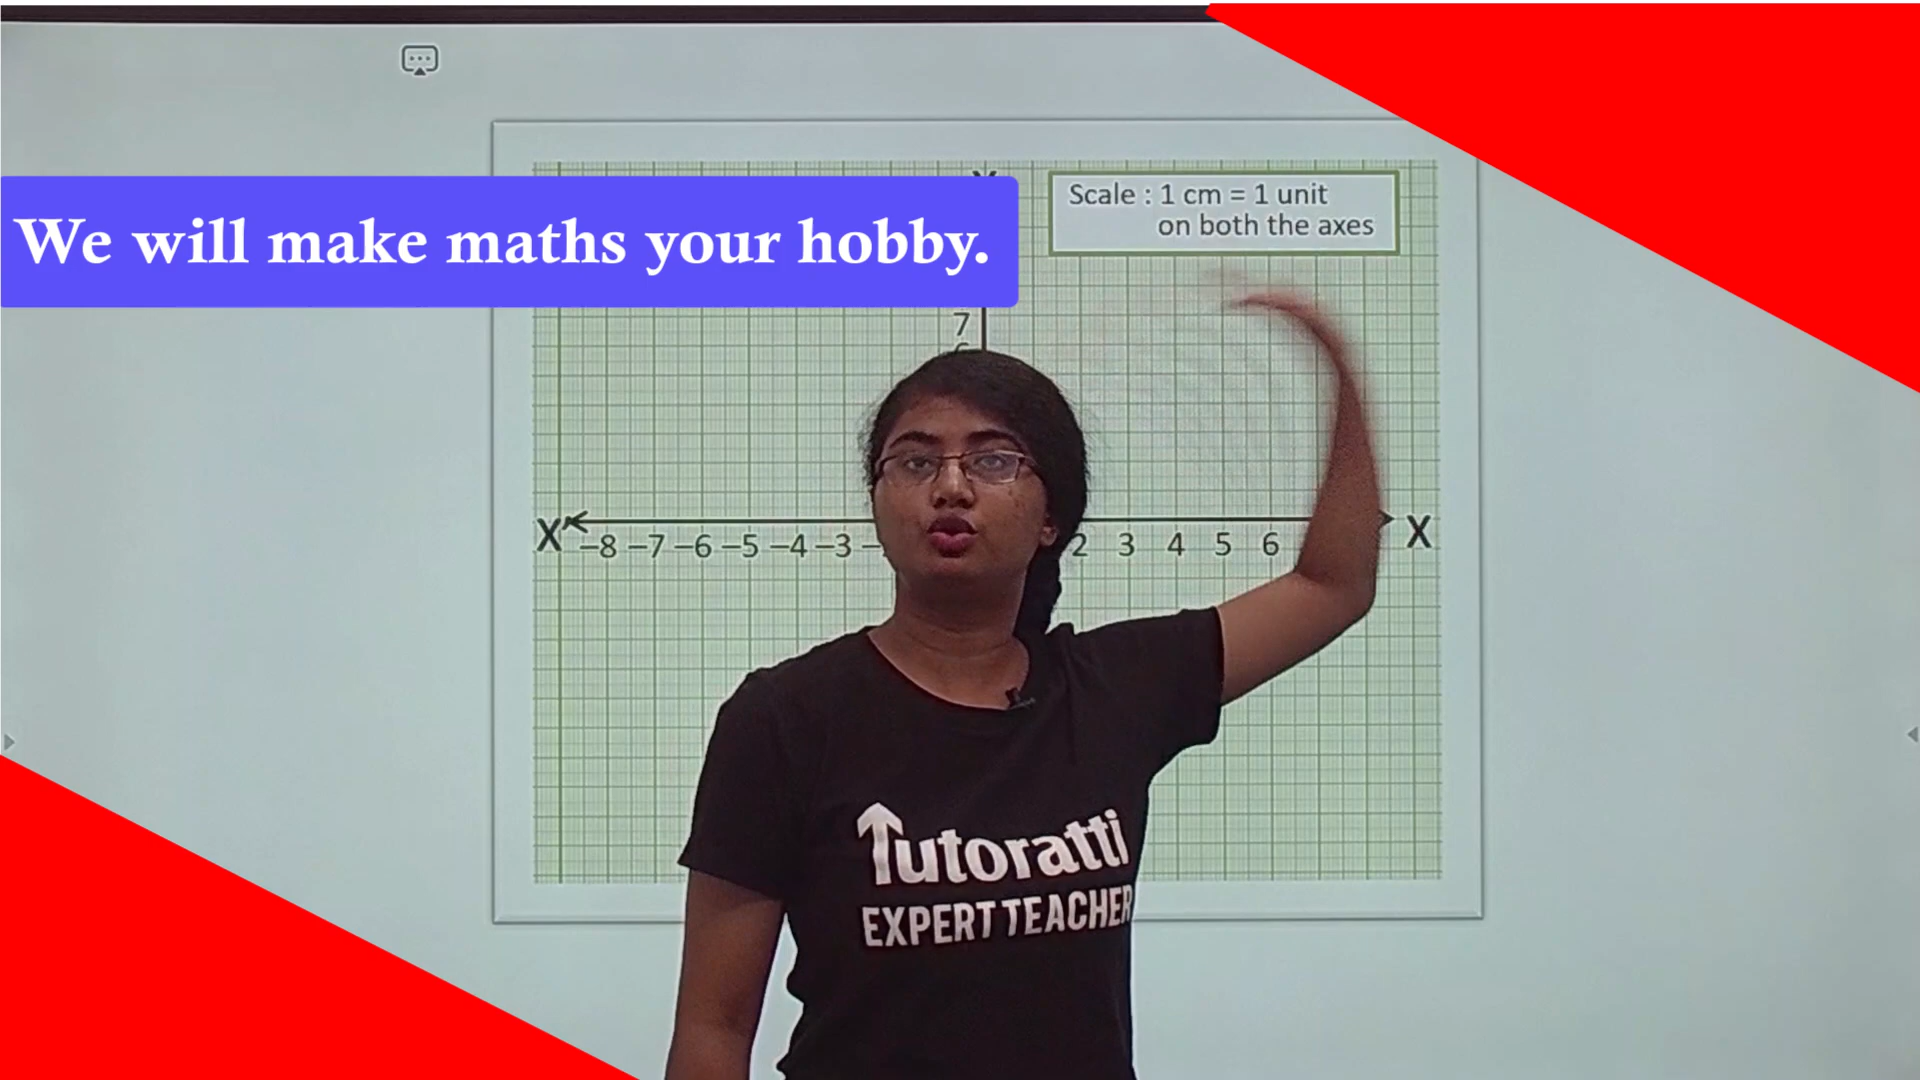 Scale : 1 cm = 1 unit
on both the axes
We will make maths your hobby.
7
X' –8 –7 –6 –5 –4 –3 2 3 4 5 6 X
Tutoratti
EXPERT TEACHER